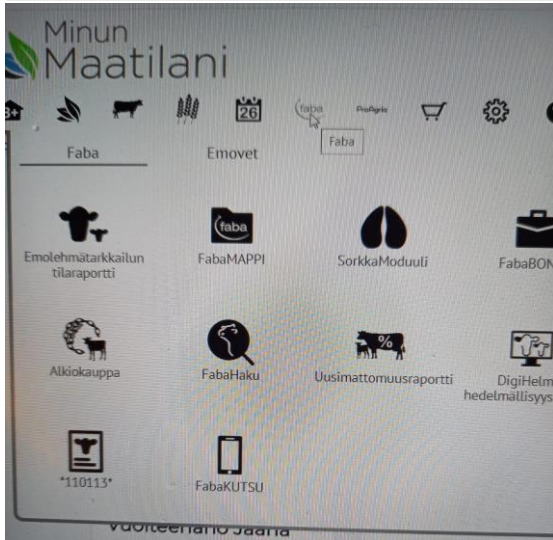 Minun
Maatilani
26
faba
ProAgria
Faba
Emovet
Faba
Emolehmätarkkailun
tilaraportti
faba
FabaMAPPI
SorkkaModuuli
FabaBON
Alkiokauppa
FabaHaku
%
Uusimattomuusraportti
DigiHelm
hedelmällisyys
*110113*
FabaKUTSU